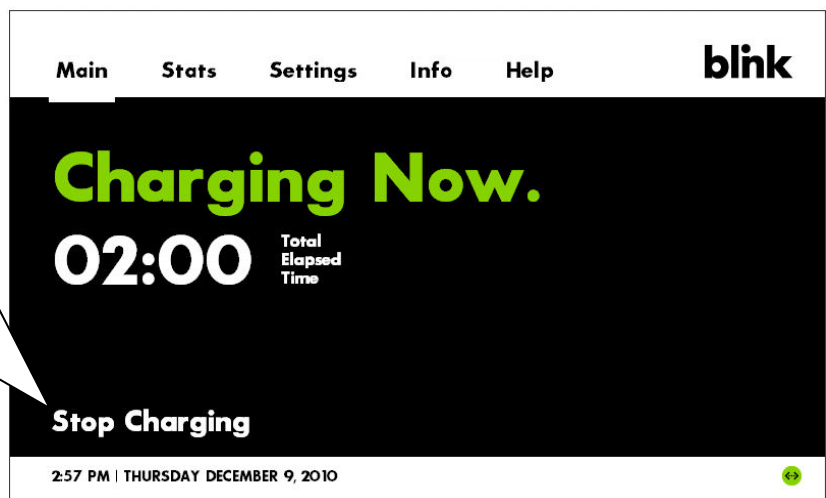 Main Stats Settings Info Help blink
Charging Now.
02:00 Total
Elapsed
Time
Stop Charging
2:57 PM | THURSDAY DECEMBER 9, 2010